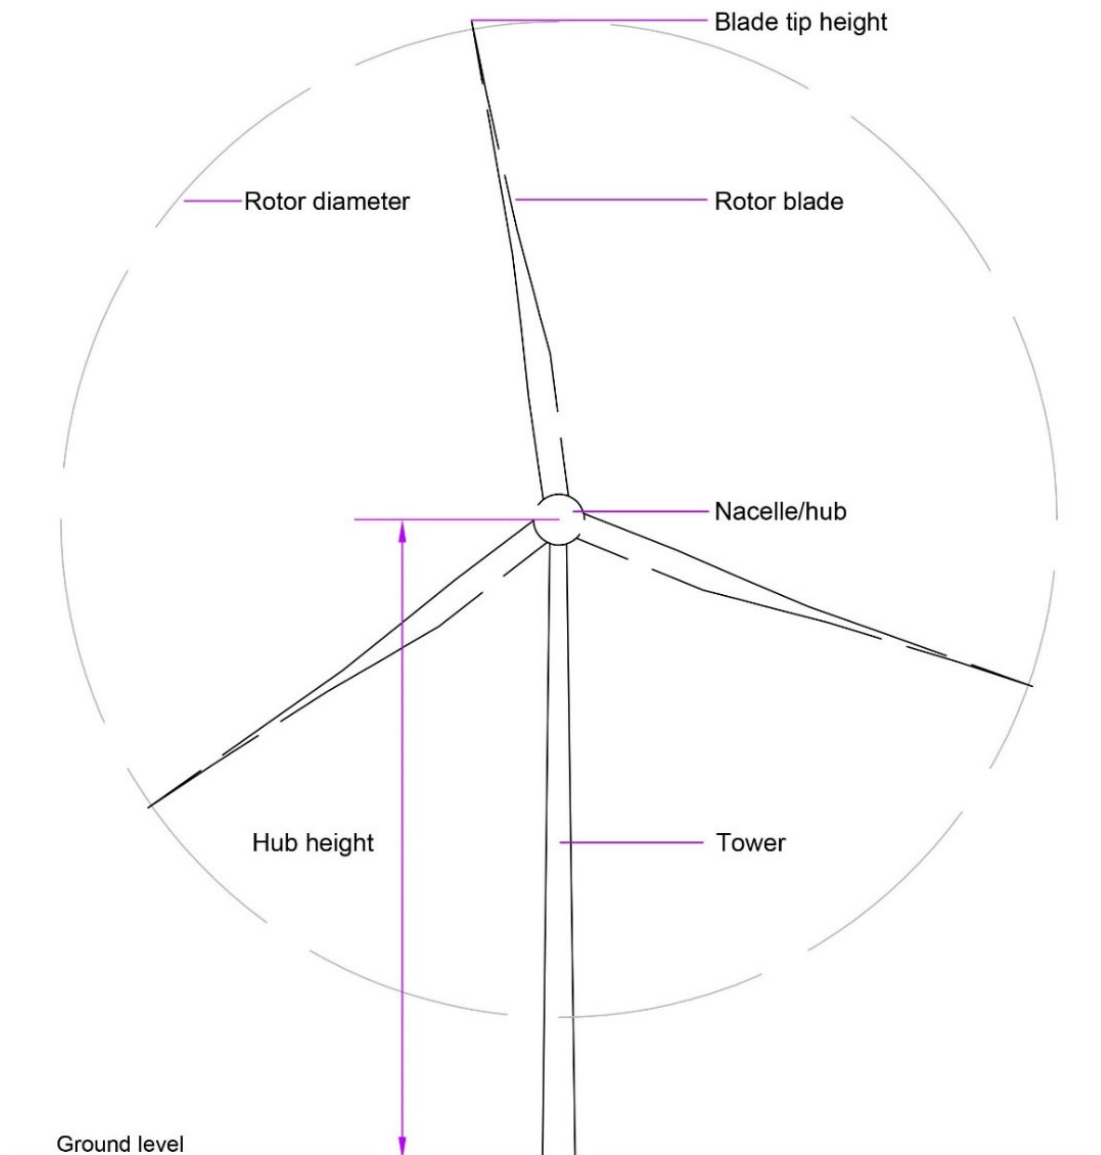 Blade tip height
Rotor diameter
Rotor blade
Nacelle/hub
Hub height
Tower
Ground level